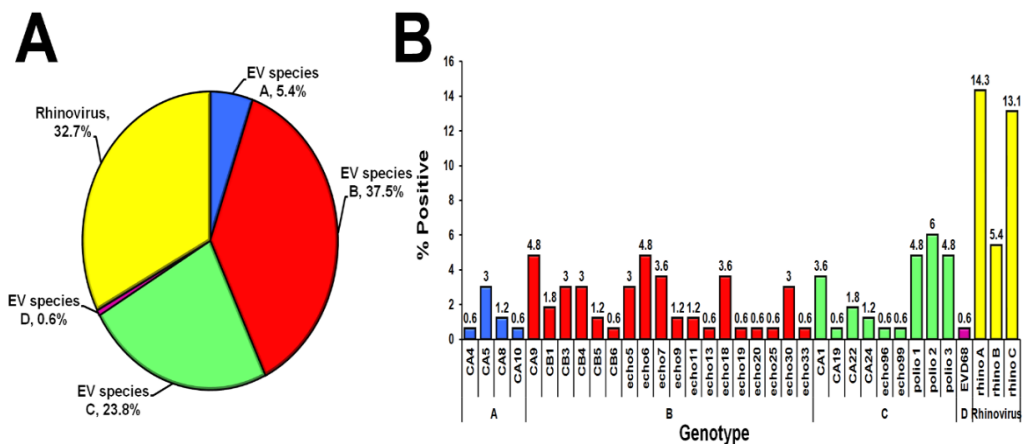 A
EV species
A, 5.4%
Rhinovirus,
32.7%
EV species
B, 37.5%
EV species
D, 0.6%
EV species
C, 23.8%
B
% Positive
16
14
12
10
8
6
4
2
0
0.6
3
1.2
0.6
4.8
1.8
3
3
1.2
0.6
3
4.8
3.6
1.2
1.2
0.6
3.6
0.6
0.6
0.6
3
0.6
3.6
0.6
1.8
1.2
0.6
0.6
4.8
6
4.8
0.6
14.3
5.4
13.1
CA4
CA5
CA8
CA10
CA9
CB1
CB3
CB4
CB5
CB6
echo5
echo6
echo7
echo9
echo11
echo13
echo18
echo19
echo20
echo25
echo30
echo33
CA1
CA19
CA22
CA24
echo96
echo99
polio 1
polio 2
polio 3
EVD68
rhino A
rhino B
rhino C
A
B
C
D
Rhinovirus
Genotype